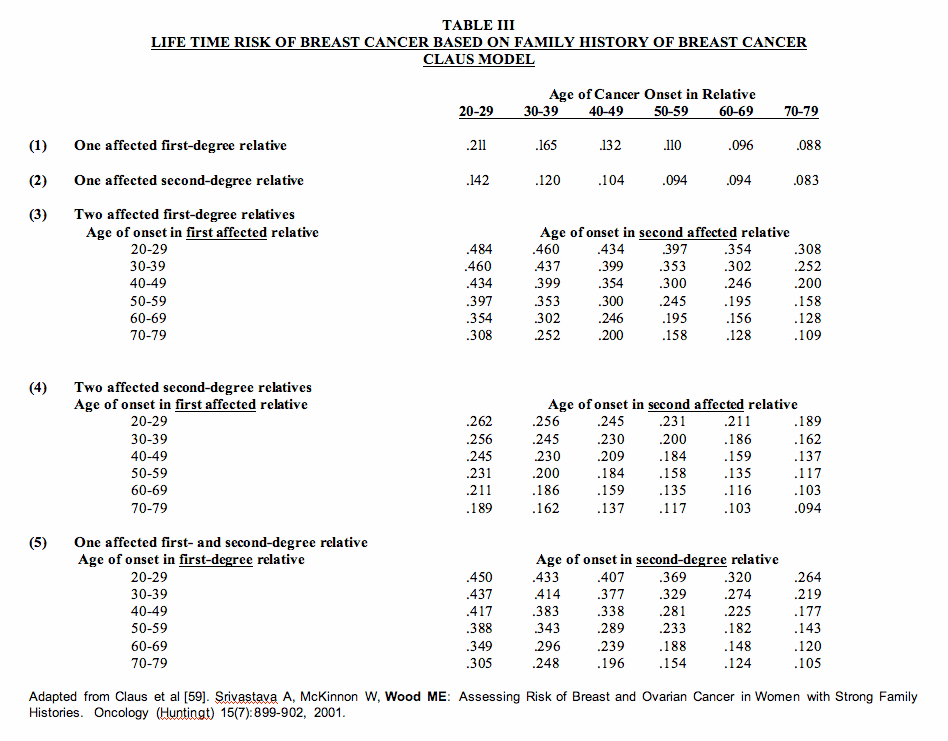 TABLE III
LIFE TIME RISK OF BREAST CANCER BASED ON FAMILY HISTORY OF BREAST CANCER
CLAUS MODEL
Age of Cancer Onset in Relative
20-29 30-39 40-49 50-59 60-69 70-79
(1) One affected first-degree relative .211 .165 .132 .110 .096 .088
(2) One affected second-degree relative .142 .120 .104 .094 .094 .083
(3) Two affected first-degree relatives
Age of onset in first affected relative Age of onset in second affected relative
20-29 .484 .460 .434 .397 .354 .308
30-39 .460 .437 .399 .353 .302 .252
40-49 .434 .399 .354 .300 .246 .200
50-59 .397 .353 .300 .245 .195 .158
60-69 .354 .302 .246 .195 .156 .128
70-79 .308 .252 .200 .158 .128 .109
(4) Two affected second-degree relatives
Age of onset in first affected relative Age of onset in second affected relative
20-29 .262 .256 .245 .231 .211 .189
30-39 .256 .245 .230 .200 .186 .162
40-49 .245 .230 .209 .184 .159 .137
50-59 .231 .200 .184 .158 .135 .117
60-69 .211 .186 .159 .135 .116 .103
70-79 .189 .162 .137 .117 .103 .094
(5) One affected first- and second-degree relative
Age of onset in first-degree relative Age of onset in second-degree relative
20-29 .450 .433 .407 .369 .320 .264
30-39 .437 .414 .377 .329 .274 .219
40-49 .417 .383 .338 .281 .225 .177
50-59 .388 .343 .289 .233 .182 .143
60-69 .349 .296 .239 .188 .148 .120
70-79 .305 .248 .196 .154 .124 .105
Adapted from Claus et al [59]. Srivastava A, McKinnon W, Wood ME: Assessing Risk of Breast and Ovarian Cancer in Women with Strong Family
Histories. Oncology (Huntingt) 15(7):899-902, 2001.